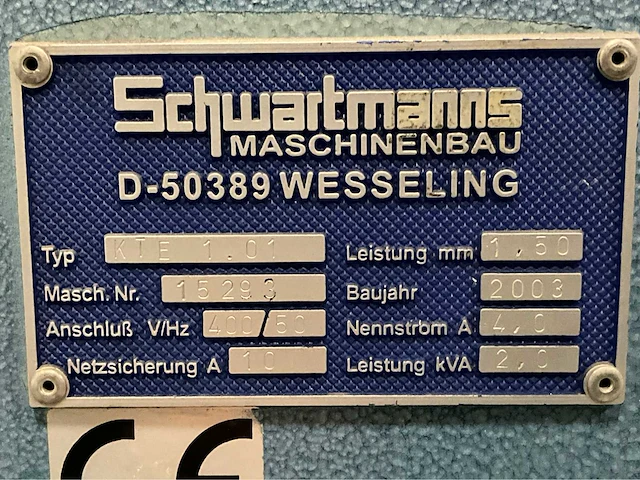 Schwartmanns
MASCHINENBAU
D-50389 WESSELING
Typ KTE 1.01 Leistung mm 1,50
Masch. Nr. 15293 Baujahr 2003
Anschluß V/Hz 400/50 Nennstrom A 4,0
Netzsicherung A 10 Leistung kVA 2,0
CE